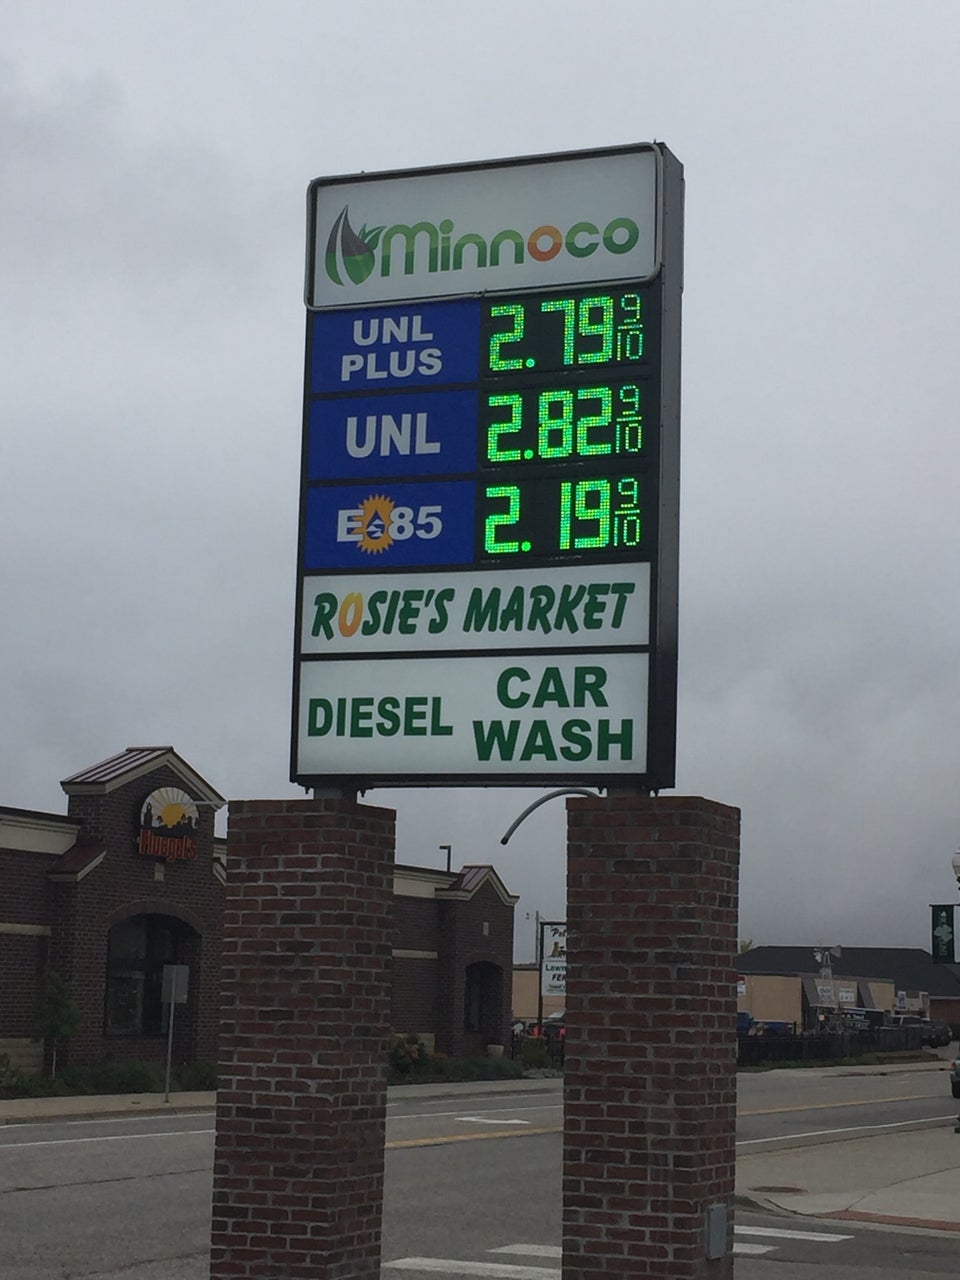 Minnoco
UNL PLUS 2.79 9/10
UNL 2.82 9/10
E85 2.19 9/10
ROSIE'S MARKET
DIESEL
CAR
WASH